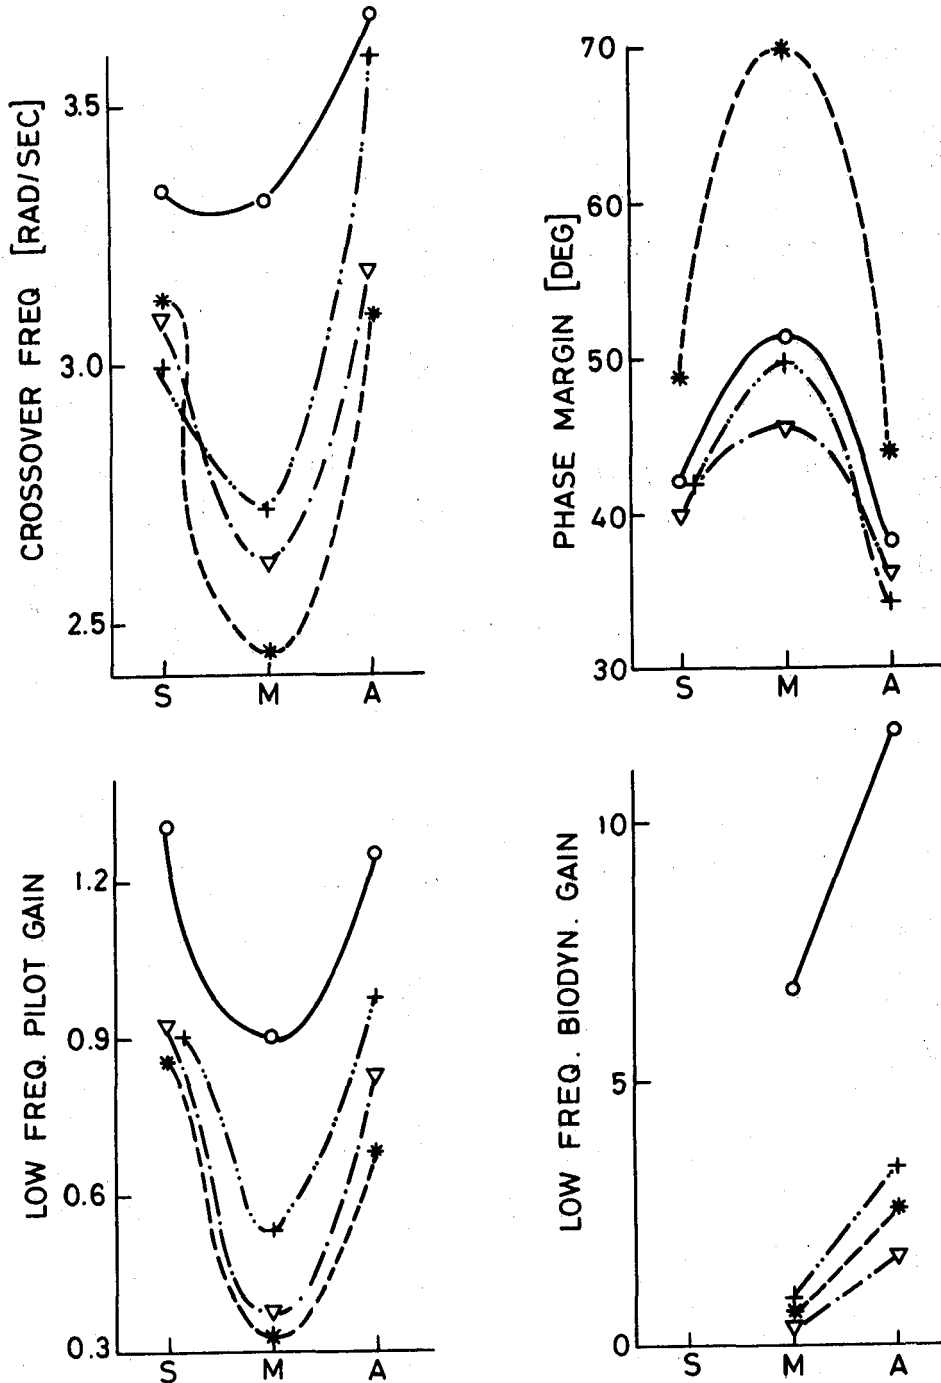 CROSSOVER FREQ [RAD/SEC]
3.5
3.0
2.5
S M A
PHASE MARGIN [DEG]
70
60
50
40
30
S M A
LOW FREQ. PILOT GAIN
1.2
0.9
0.6
0.3
S M A
LOW FREQ. BIODYN. GAIN
10
5
0
S M A